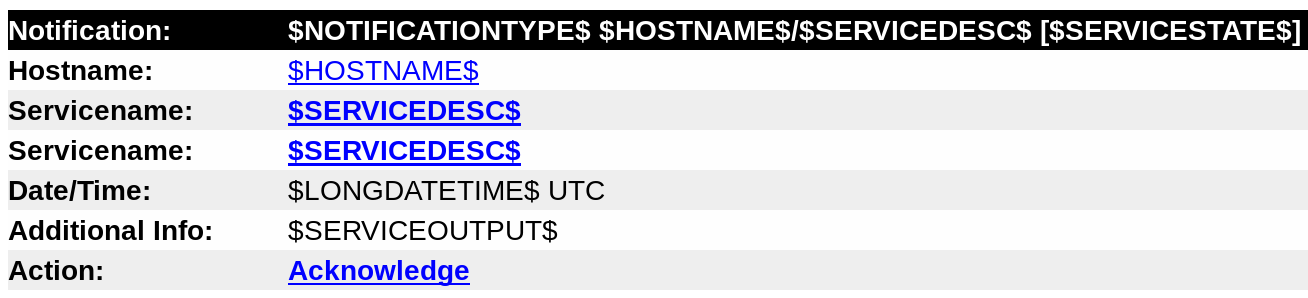 Notification: $NOTIFICATIONTYPE$ $HOSTNAME$/$SERVICEDESC$ [$SERVICESTATE$]
Hostname: $HOSTNAME$
Servicename: $SERVICEDESC$
Servicename: $SERVICEDESC$
Date/Time: $LONGDATETIME$ UTC
Additional Info: $SERVICEOUTPUT$
Action: Acknowledge